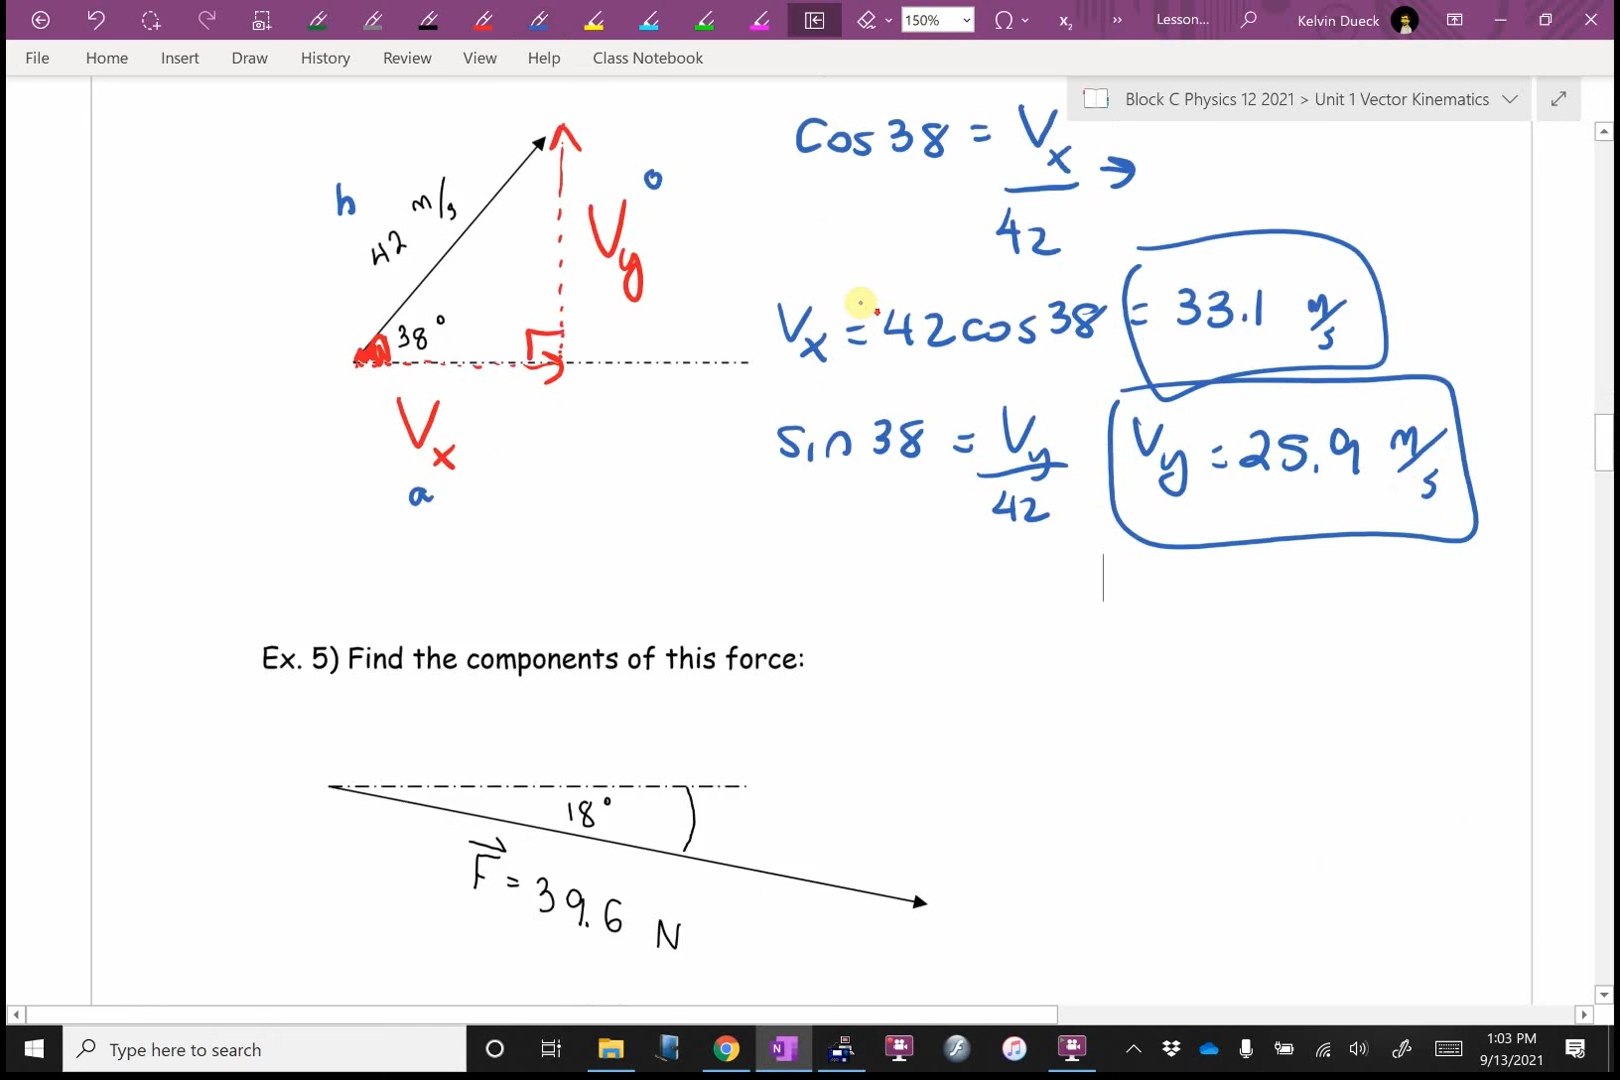 150%
Ω
x₂
››
Lesson...
Kelvin Dueck
File
Home
Insert
Draw
History
Review
View
Help
Class Notebook
Block C Physics 12 2021 > Unit 1 Vector Kinematics
h
42 m/s
38°
Vy
o
Vx
a
Cos 38 = Vx / 42 →
Vx = 42 cos 38 = 33.1 m/s
sin 38 = Vy / 42
Vy = 25.9 m/s
Ex. 5) Find the components of this force:
18°
F⃗ = 39.6 N
Type here to search
N
1:03 PM
9/13/2021